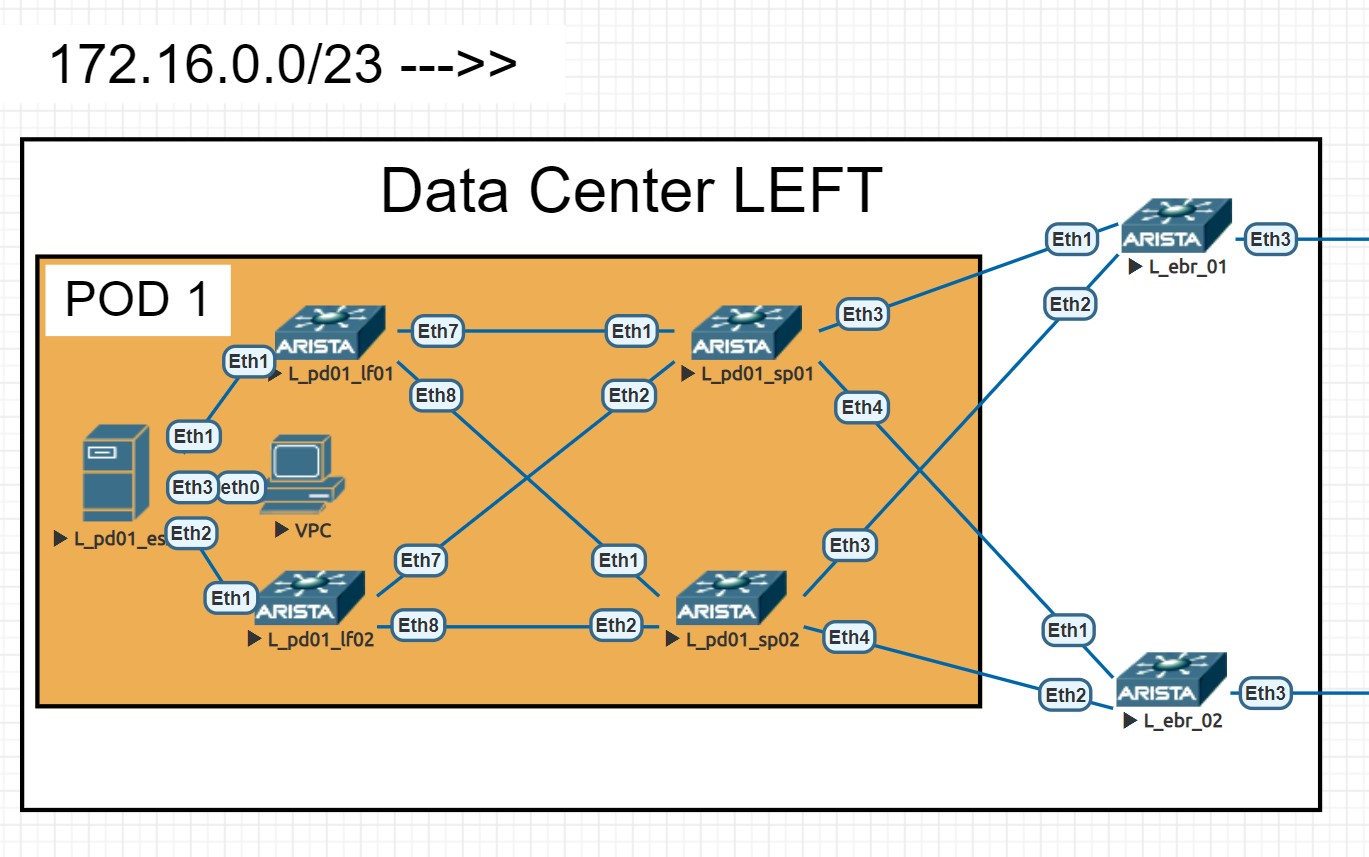 172.16.0.0/23 --->>
Data Center LEFT
POD 1
ARISTA
L_ebr_01
Eth1
Eth2
Eth3
ARISTA
L_pd01_lf01
Eth1
Eth7
Eth8
ARISTA
L_pd01_sp01
Eth1
Eth2
Eth3
Eth4
L_pd01_es
Eth1
Eth3
Eth2
eth0
VPC
ARISTA
L_pd01_lf02
Eth1
Eth7
Eth8
ARISTA
L_pd01_sp02
Eth1
Eth2
Eth3
Eth4
ARISTA
L_ebr_02
Eth1
Eth2
Eth3